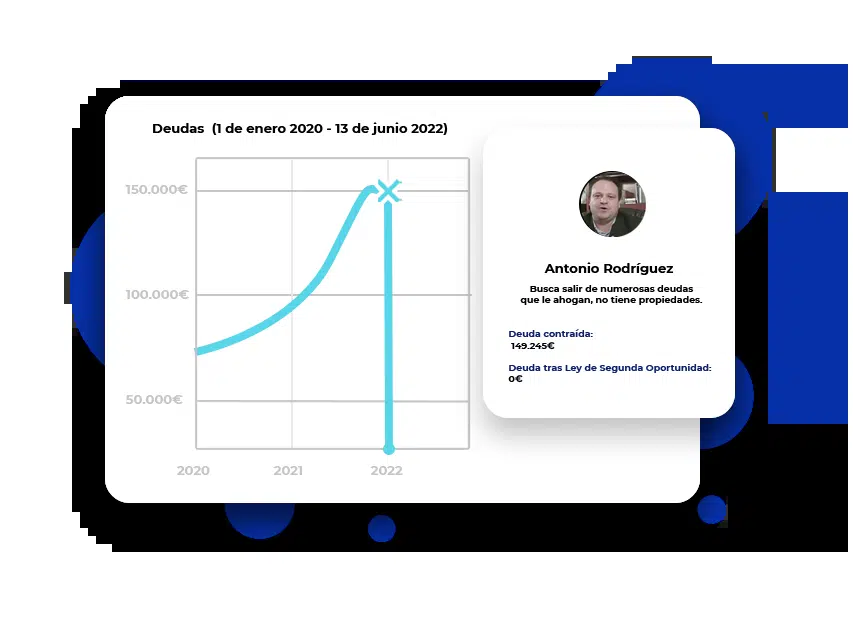 Deudas (1 de enero 2020 - 13 de junio 2022)
150.000€
100.000€
50.000€
2020
2021
2022
Antonio Rodríguez
Busca salir de numerosas deudas
que le ahogan, no tiene propiedades.
Deuda contraída:
149.245€
Deuda tras Ley de Segunda Oportunidad:
0€